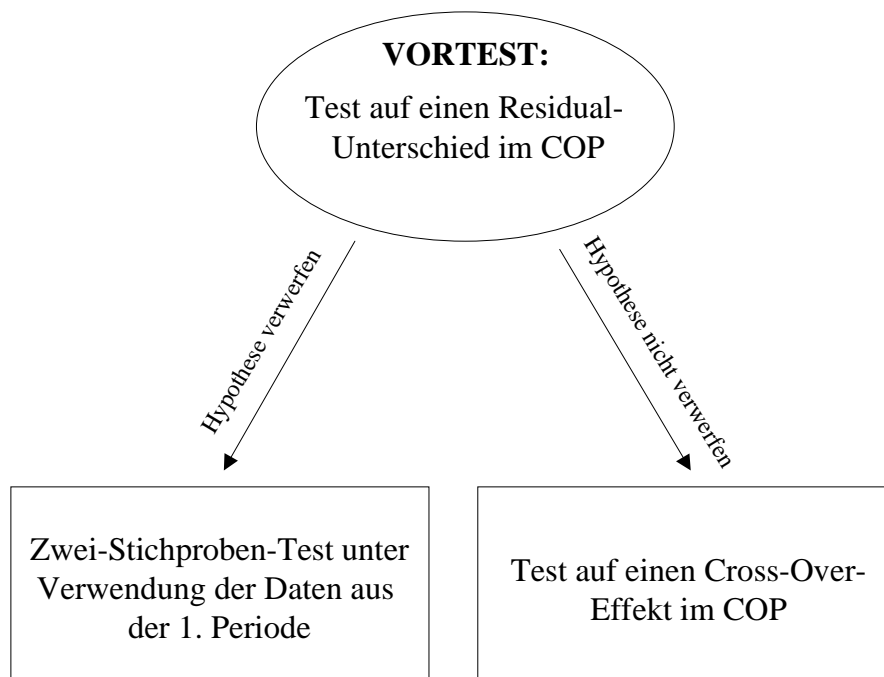 VORTEST:
Test auf einen Residual-
Unterschied im COP
Hypothese verwerfen
Hypothese nicht verwerfen
Zwei-Stichproben-Test unter
Verwendung der Daten aus
der 1. Periode
Test auf einen Cross-Over-
Effekt im COP